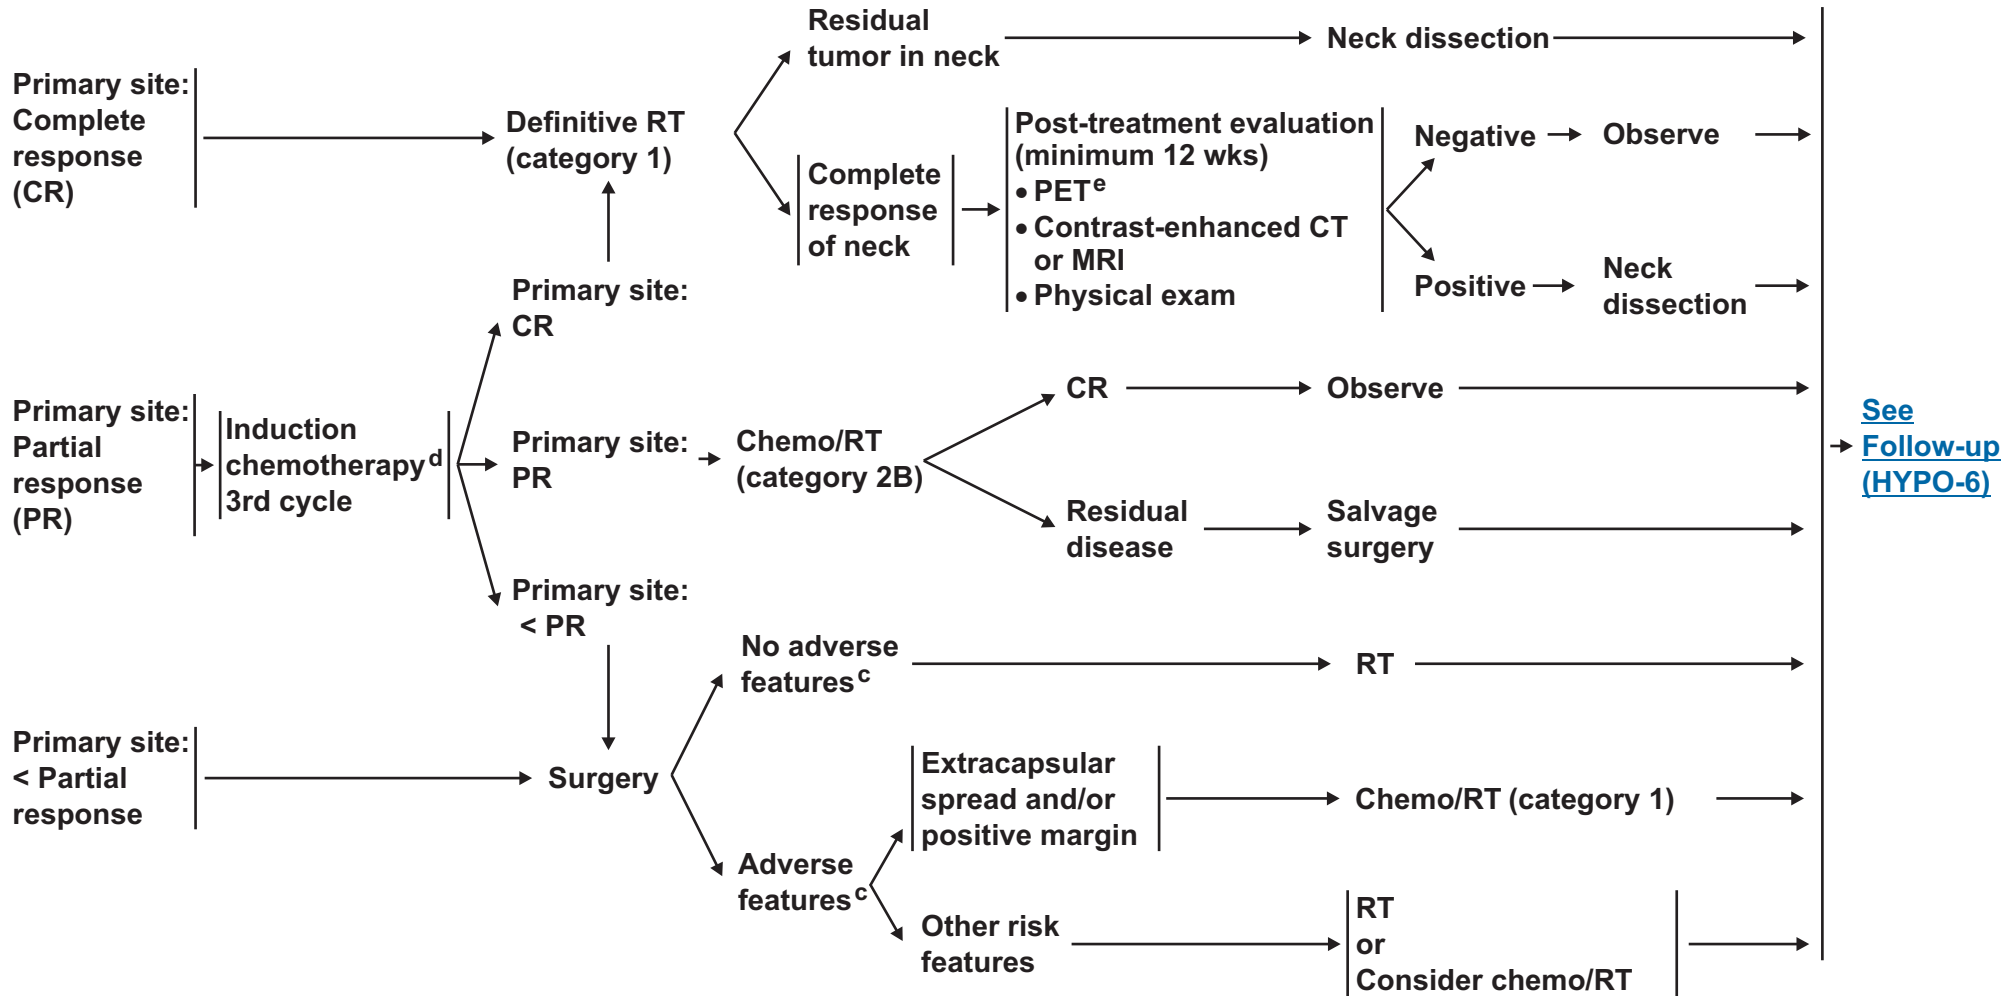 Primary site:
Complete
response
(CR)
Definitive RT
(category 1)
Residual
tumor in neck
Neck dissection
Complete
response
of neck
Post-treatment evaluation
(minimum 12 wks)
• PETe
• Contrast-enhanced CT
or MRI
• Physical exam
Negative
Observe
Positive
Neck
dissection
Primary site:
Partial
response
(PR)
Induction
chemotherapyd
3rd cycle
Primary site:
CR
Primary site:
PR
Chemo/RT
(category 2B)
CR
Observe
Residual
disease
Salvage
surgery
Primary site:
< PR
Primary site:
< Partial
response
Surgery
No adverse
featuresc
RT
Adverse
featuresc
Extracapsular
spread and/or
positive margin
Chemo/RT (category 1)
Other risk
features
RT
or
Consider chemo/RT
See
Follow-up
(HYPO-6)